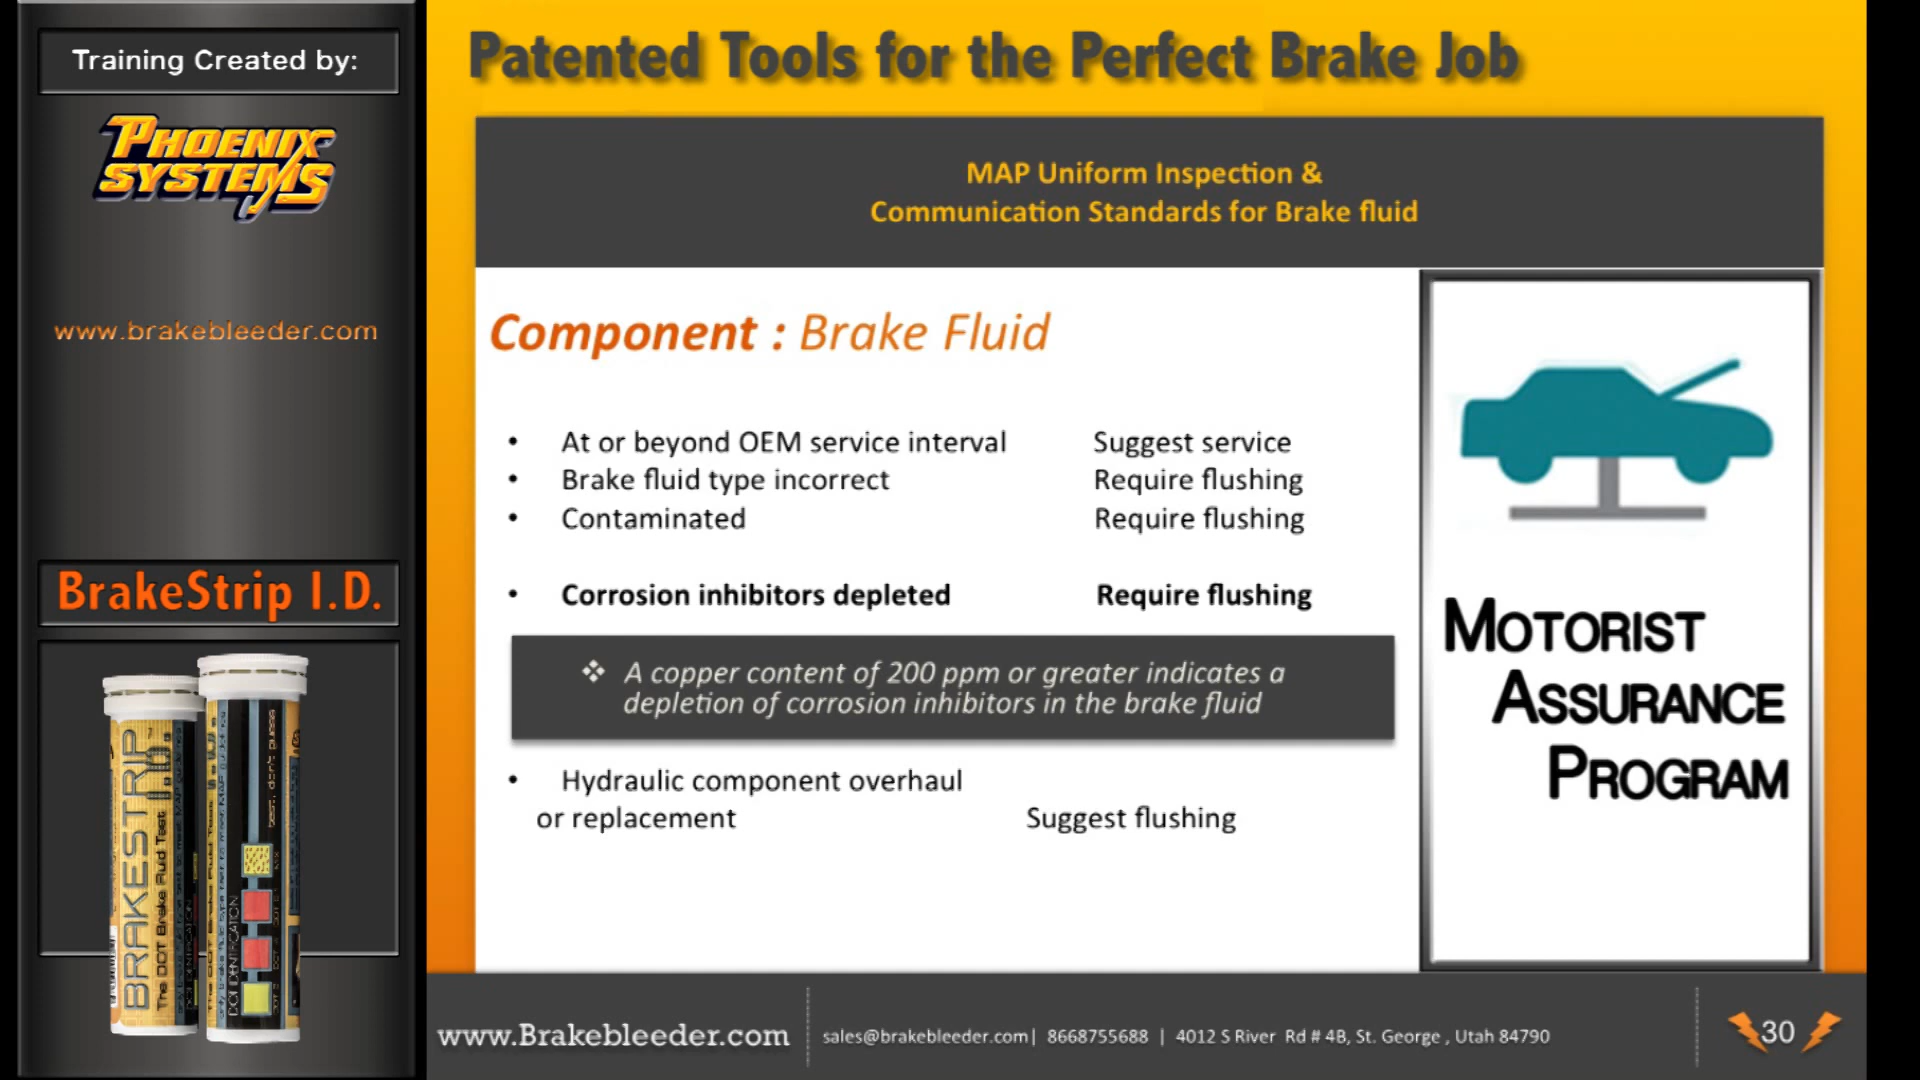 Training Created by:
PHOENIX
SYSTEMS
www.brakebleeder.com
BrakeStrip I.D.
BRAKESTRIP I.D.
The DOT Brake Fluid Test
test, don't guess
DOT IDENTIFICATION
Patented Tools for the Perfect Brake Job
MAP Uniform Inspection &
Communication Standards for Brake fluid
Component : Brake Fluid
• At or beyond OEM service interval Suggest service
• Brake fluid type incorrect Require flushing
• Contaminated Require flushing
• Corrosion inhibitors depleted Require flushing
❖ A copper content of 200 ppm or greater indicates a
depletion of corrosion inhibitors in the brake fluid
• Hydraulic component overhaul
or replacement Suggest flushing
MOTORIST
ASSURANCE
PROGRAM
www.Brakebleeder.com
sales@brakebleeder.com| 8668755688 | 4012 S River Rd # 4B, St. George , Utah 84790
30